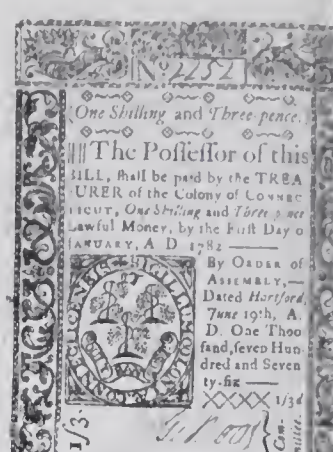 No 2252
One Shilling and Three-pence.
The Poſſeſſor of this
BILL, ſhall be paid by the TREA
URER of the Colony of CONNEC
TICUT, One Shilling and Three pence
Lawful Money, by the Firſt Day o
JANUARY, A D 1782
By ORDER of
ASSEMBLY,
Dated Hartford,
June 19th, A.
D. One Thou
ſand, ſeven Hun
dred and Seven
ty-ſix
XXXX 1/3d
1/3.
Com-
mittee.